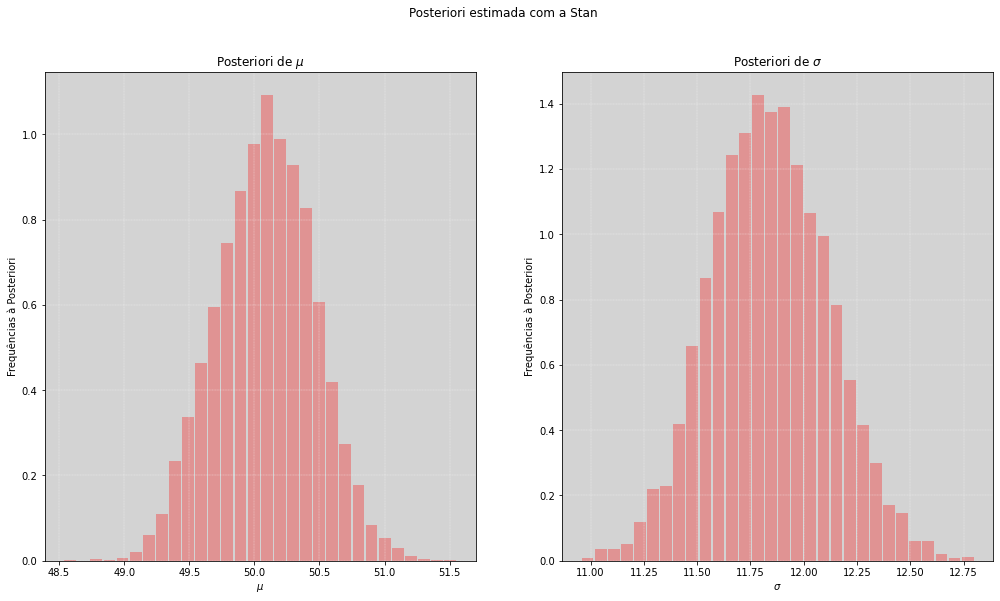 Posteriori estimada com a Stan
Posteriori de μ
Frequências à Posteriori
1.0
0.8
0.6
0.4
0.2
0.0
48.5 49.0 49.5 50.0 50.5 51.0 51.5
μ
Posteriori de σ
Frequências à Posteriori
1.4
1.2
1.0
0.8
0.6
0.4
0.2
0.0
11.00 11.25 11.50 11.75 12.00 12.25 12.50 12.75
σ